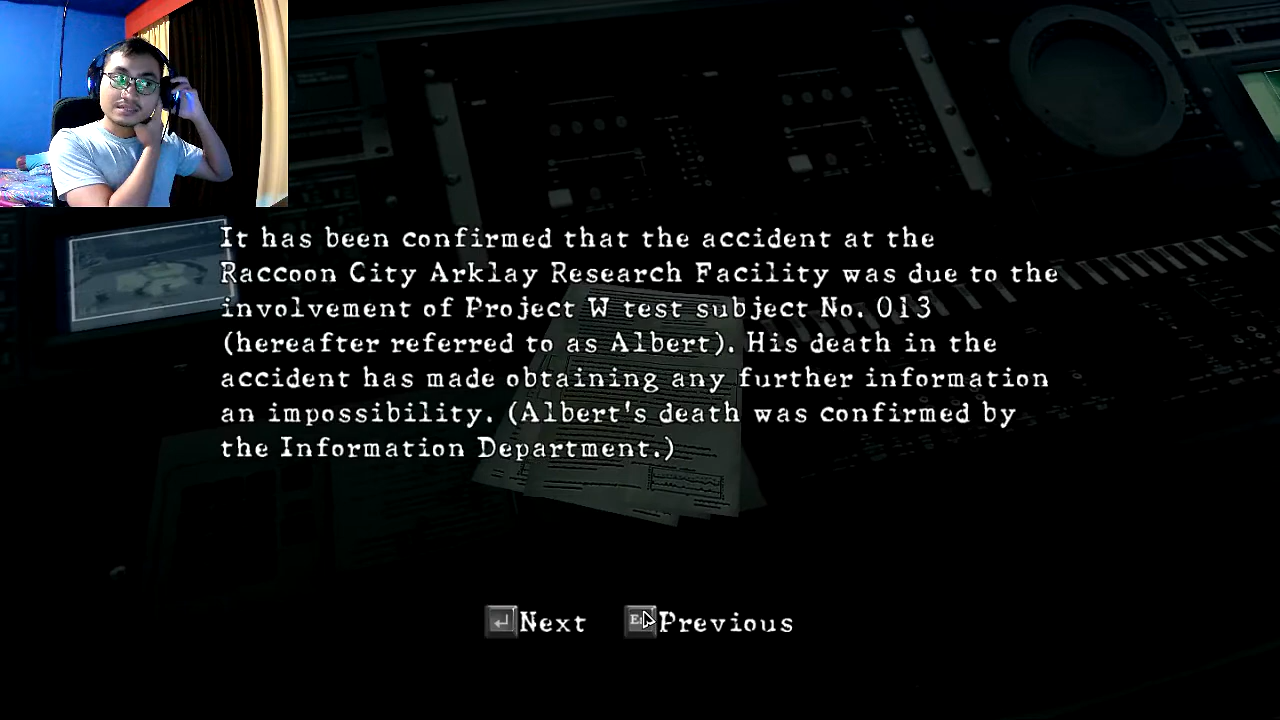 It has been confirmed that the accident at the
Raccoon City Arklay Research Facility was due to the
involvement of Project W test subject No. 013
(hereafter referred to as Albert). His death in the
accident has made obtaining any further information
an impossibility. (Albert's death was confirmed by
the Information Department.)
Next Previous